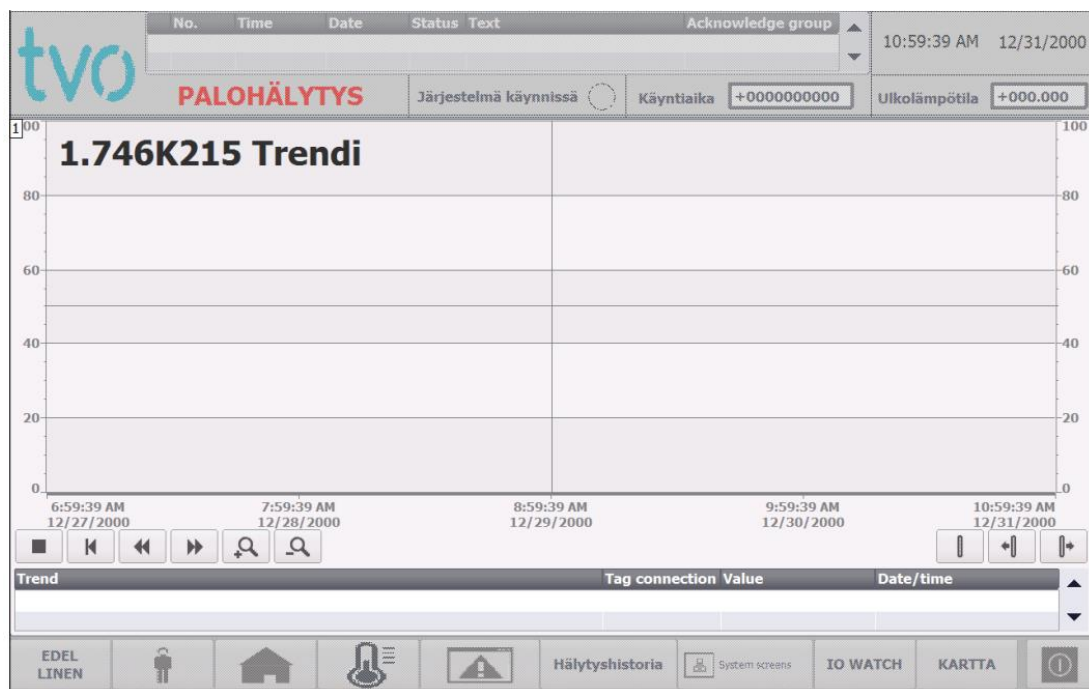 tvo
No. Time Date Status Text Acknowledge group
10:59:39 AM 12/31/2000
PALOHÄLYTYS
Järjestelmä käynnissä
Käyntiaika +0000000000
Ulkolämpötila +000.000
1
00
100
1.746K215 Trendi
80
80
60
60
40
40
20
20
0
0
6:59:39 AM
12/27/2000
7:59:39 AM
12/28/2000
8:59:39 AM
12/29/2000
9:59:39 AM
12/30/2000
10:59:39 AM
12/31/2000
Trend Tag connection Value Date/time
EDEL
LINEN
Hälytyshistoria
System screens
IO WATCH
KARTTA